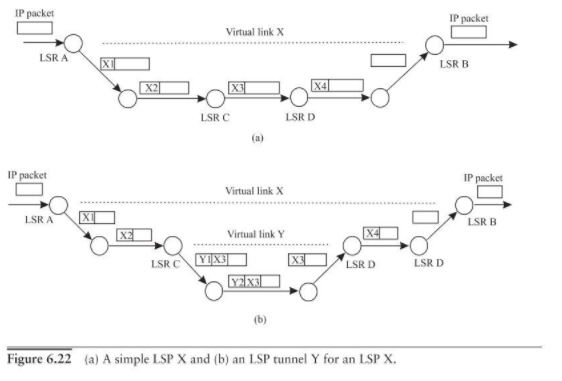 IP packet
IP packet
Virtual link X
LSR A
LSR B
X1
X2
X3
X4
LSR C
LSR D
(a)
IP packet
IP packet
Virtual link X
X1
LSR A
LSR B
X2
Virtual link Y
X4
LSR C
Y1 X3
X3
LSR D
LSR D
Y2 X3
(b)
Figure 6.22 (a) A simple LSP X and (b) an LSP tunnel Y for an LSP X.